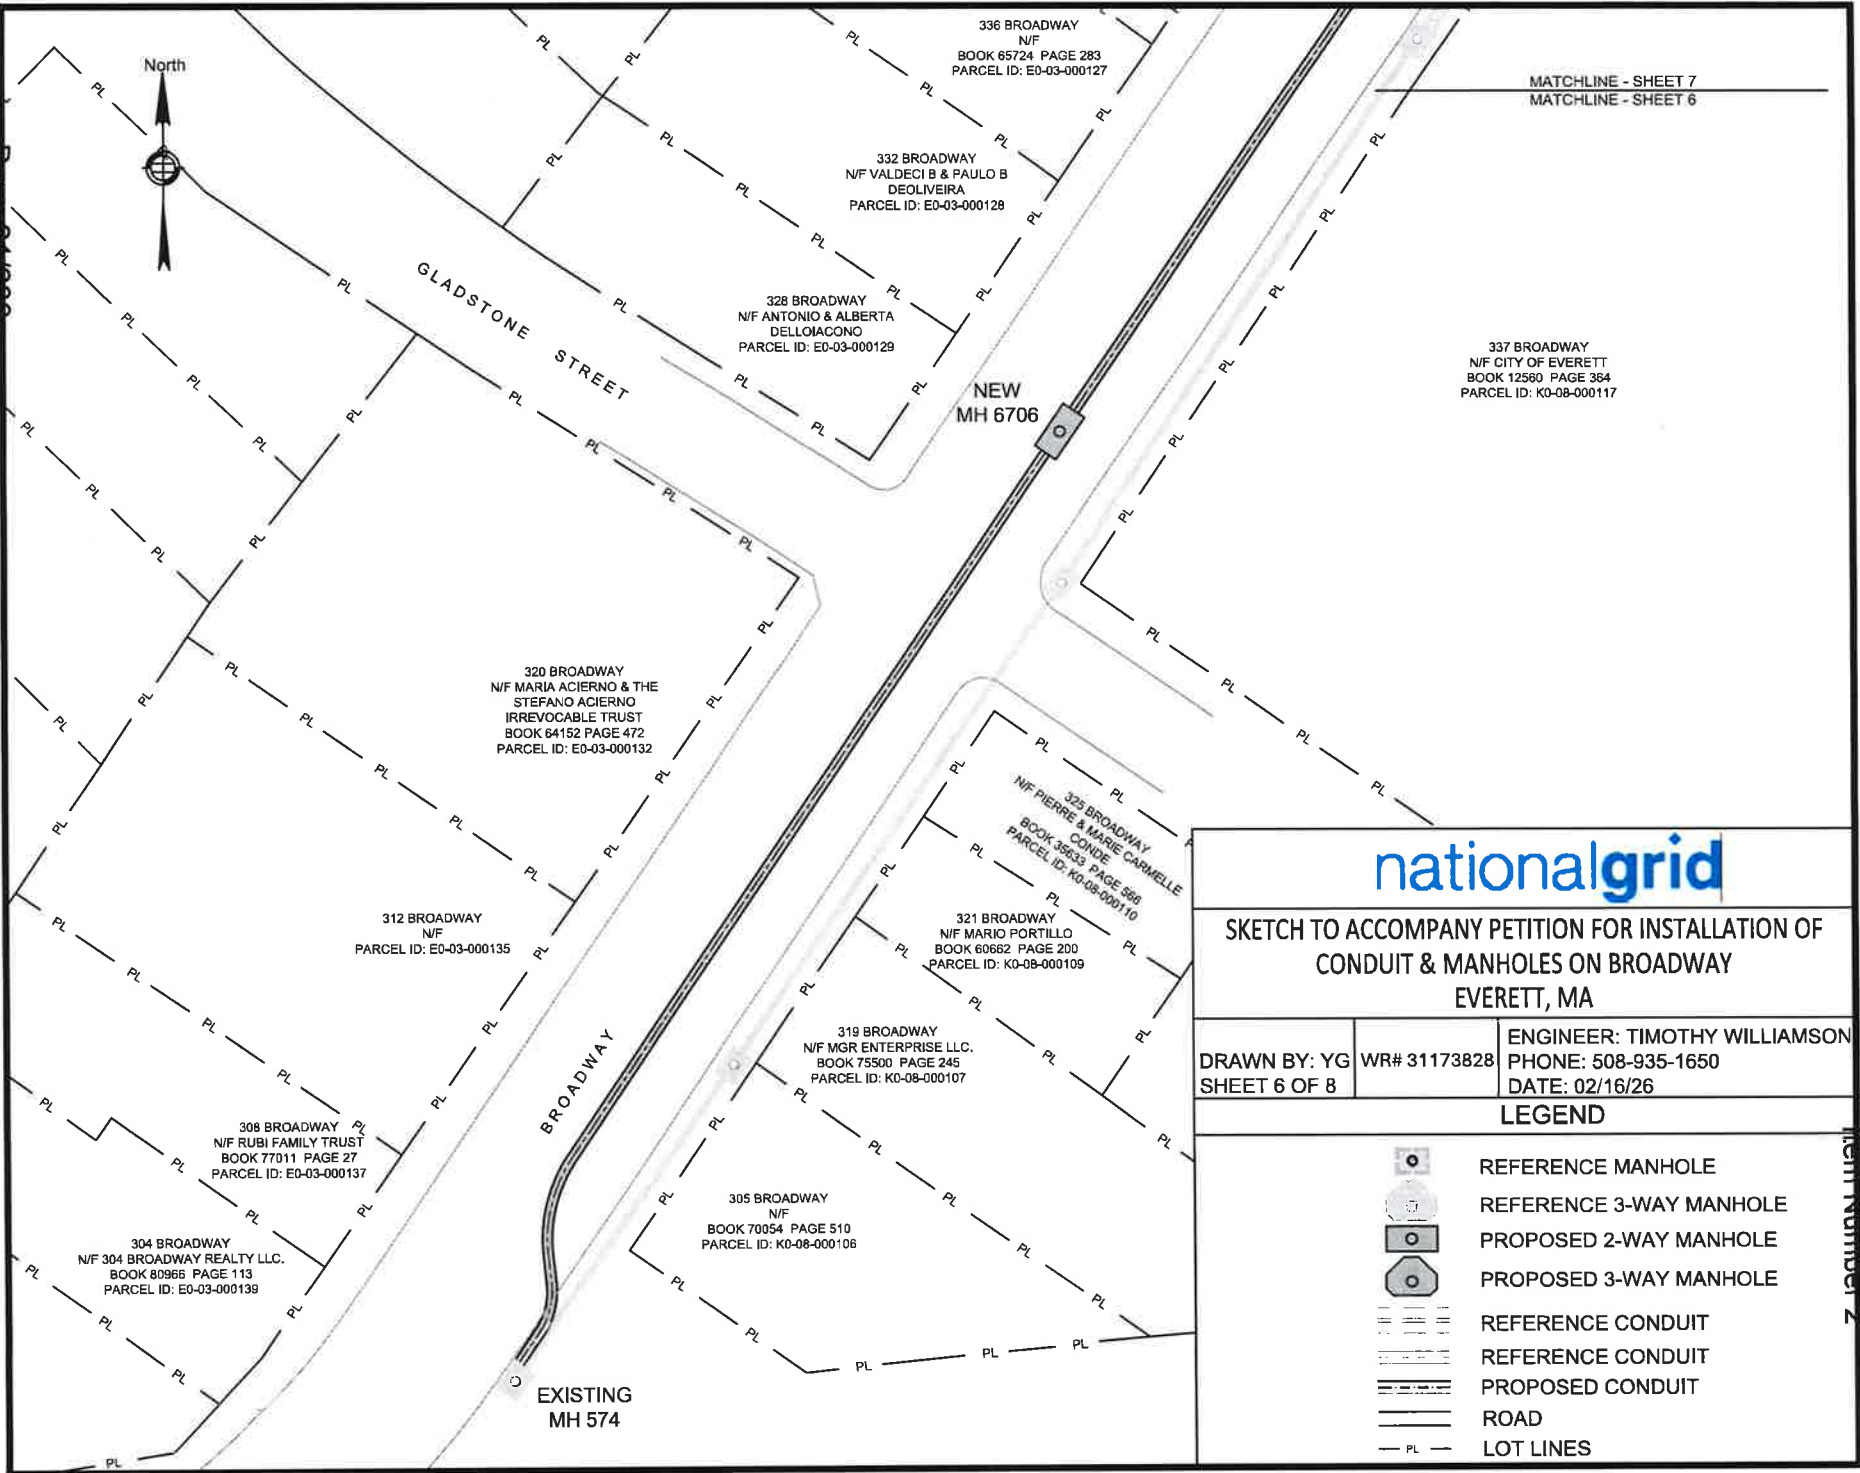 North
336 BROADWAY
N/F
BOOK 65724 PAGE 283
PARCEL ID: E0-03-000127
MATCHLINE - SHEET 7
MATCHLINE - SHEET 6
332 BROADWAY
N/F VALDECI B & PAULO B
DEOLIVEIRA
PARCEL ID: E0-03-000128
GLADSTONE STREET
328 BROADWAY
N/F ANTONIO & ALBERTA
DELLOIACONO
PARCEL ID: E0-03-000129
NEW
MH 6706
337 BROADWAY
N/F CITY OF EVERETT
BOOK 12560 PAGE 364
PARCEL ID: K0-08-000117
320 BROADWAY
N/F MARIA ACIERNO & THE
STEFANO ACIERNO
IRREVOCABLE TRUST
BOOK 64152 PAGE 472
PARCEL ID: E0-03-000132
325 BROADWAY
N/F PIERRE & MARIE CARMELLE
CONDE
BOOK 35633 PAGE 566
PARCEL ID: K0-08-000110
312 BROADWAY
N/F
PARCEL ID: E0-03-000135
321 BROADWAY
N/F MARIO PORTILLO
BOOK 60662 PAGE 200
PARCEL ID: K0-08-000109
319 BROADWAY
N/F MGR ENTERPRISE LLC.
BOOK 75500 PAGE 245
PARCEL ID: K0-08-000107
BROADWAY
308 BROADWAY
N/F RUBI FAMILY TRUST
BOOK 77011 PAGE 27
PARCEL ID: E0-03-000137
305 BROADWAY
N/F
BOOK 70054 PAGE 510
PARCEL ID: K0-08-000106
304 BROADWAY
N/F 304 BROADWAY REALTY LLC.
BOOK 80966 PAGE 113
PARCEL ID: E0-03-000139
EXISTING
MH 574
nationalgrid
SKETCH TO ACCOMPANY PETITION FOR INSTALLATION OF
CONDUIT & MANHOLES ON BROADWAY
EVERETT, MA
DRAWN BY: YG
SHEET 6 OF 8
WR# 31173828
ENGINEER: TIMOTHY WILLIAMSON
PHONE: 508-935-1650
DATE: 02/16/26
LEGEND
REFERENCE MANHOLE
REFERENCE 3-WAY MANHOLE
PROPOSED 2-WAY MANHOLE
PROPOSED 3-WAY MANHOLE
REFERENCE CONDUIT
REFERENCE CONDUIT
PROPOSED CONDUIT
ROAD
PL LOT LINES
Item Number 2